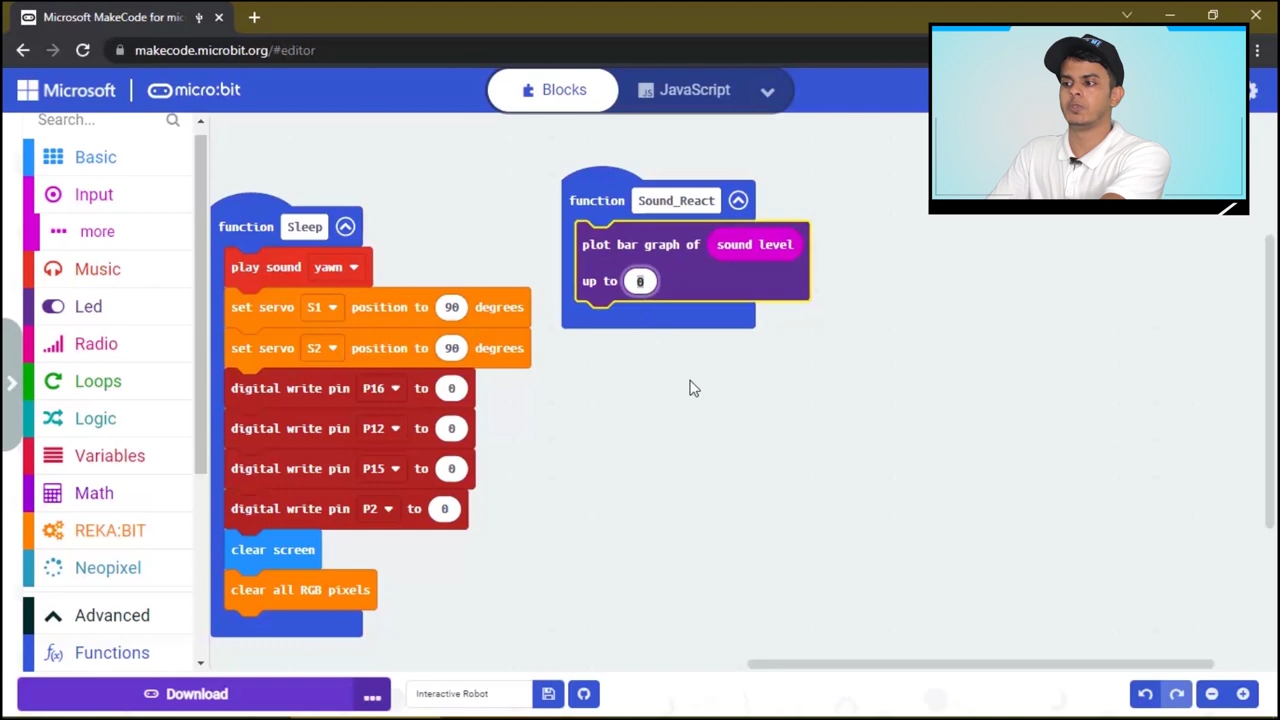 Microsoft MakeCode for mic
makecode.microbit.org/#editor
Microsoft
micro:bit
Blocks
JS JavaScript
Search...
Basic
Input
more
Music
Led
Radio
Loops
Logic
Variables
Math
REKA:BIT
Neopixel
Advanced
f(x) Functions
function Sleep
play sound yawn
set servo S1 position to 90 degrees
set servo S2 position to 90 degrees
digital write pin P16 to 0
digital write pin P12 to 0
digital write pin P15 to 0
digital write pin P2 to 0
clear screen
clear all RGB pixels
function Sound_React
plot bar graph of sound level
up to 0
Download
...
Interactive Robot